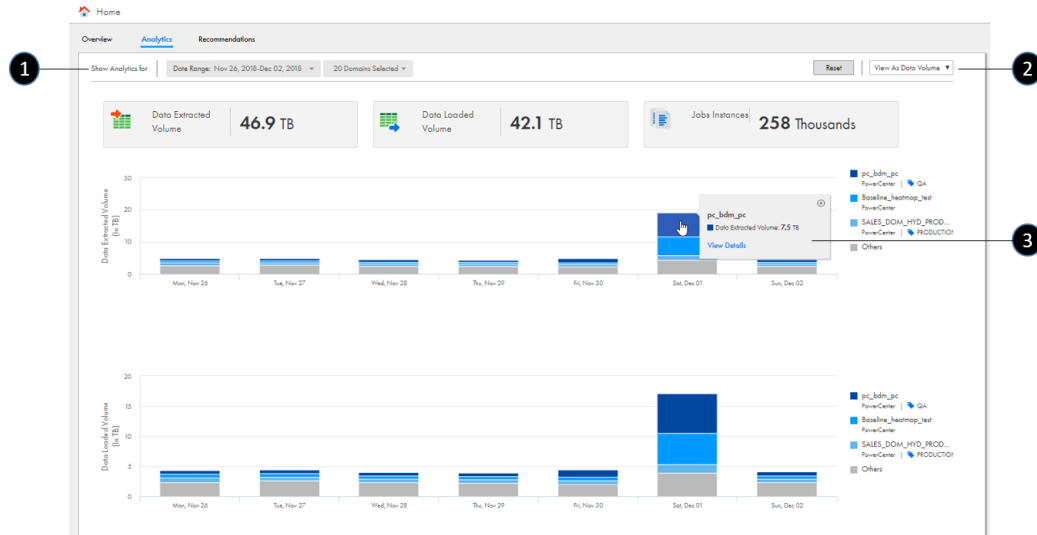 Home
Overview Analytics Recommendations
1 Show Analytics for Date Range: Nov 26, 2018-Dec 02, 2018 20 Domains Selected Reset View As Data Volume 2
Data Extracted
Volume
46.9 TB
Data Loaded
Volume
42.1 TB
Jobs Instances
258 Thousands
Data Extracted Volume
(In TB)
30
20
10
0
Mon, Nov 26 Tue, Nov 27 Wed, Nov 28 Thu, Nov 29 Fri, Nov 30 Sat, Dec 01 Sun, Dec 02
pc_bdm_pc
Data Extracted Volume: 7.5 TB
View Details
3
pc_bdm_pc
PowerCenter | QA
Baseline_heatmap_test
PowerCenter
SALES_DOM_HYD_PROD...
PowerCenter | PRODUCTION
Others
Data Loaded Volume
(In TB)
20
15
10
5
0
Mon, Nov 26 Tue, Nov 27 Wed, Nov 28 Thu, Nov 29 Fri, Nov 30 Sat, Dec 01 Sun, Dec 02
pc_bdm_pc
PowerCenter | QA
Baseline_heatmap_test
PowerCenter
SALES_DOM_HYD_PROD...
PowerCenter | PRODUCTION
Others